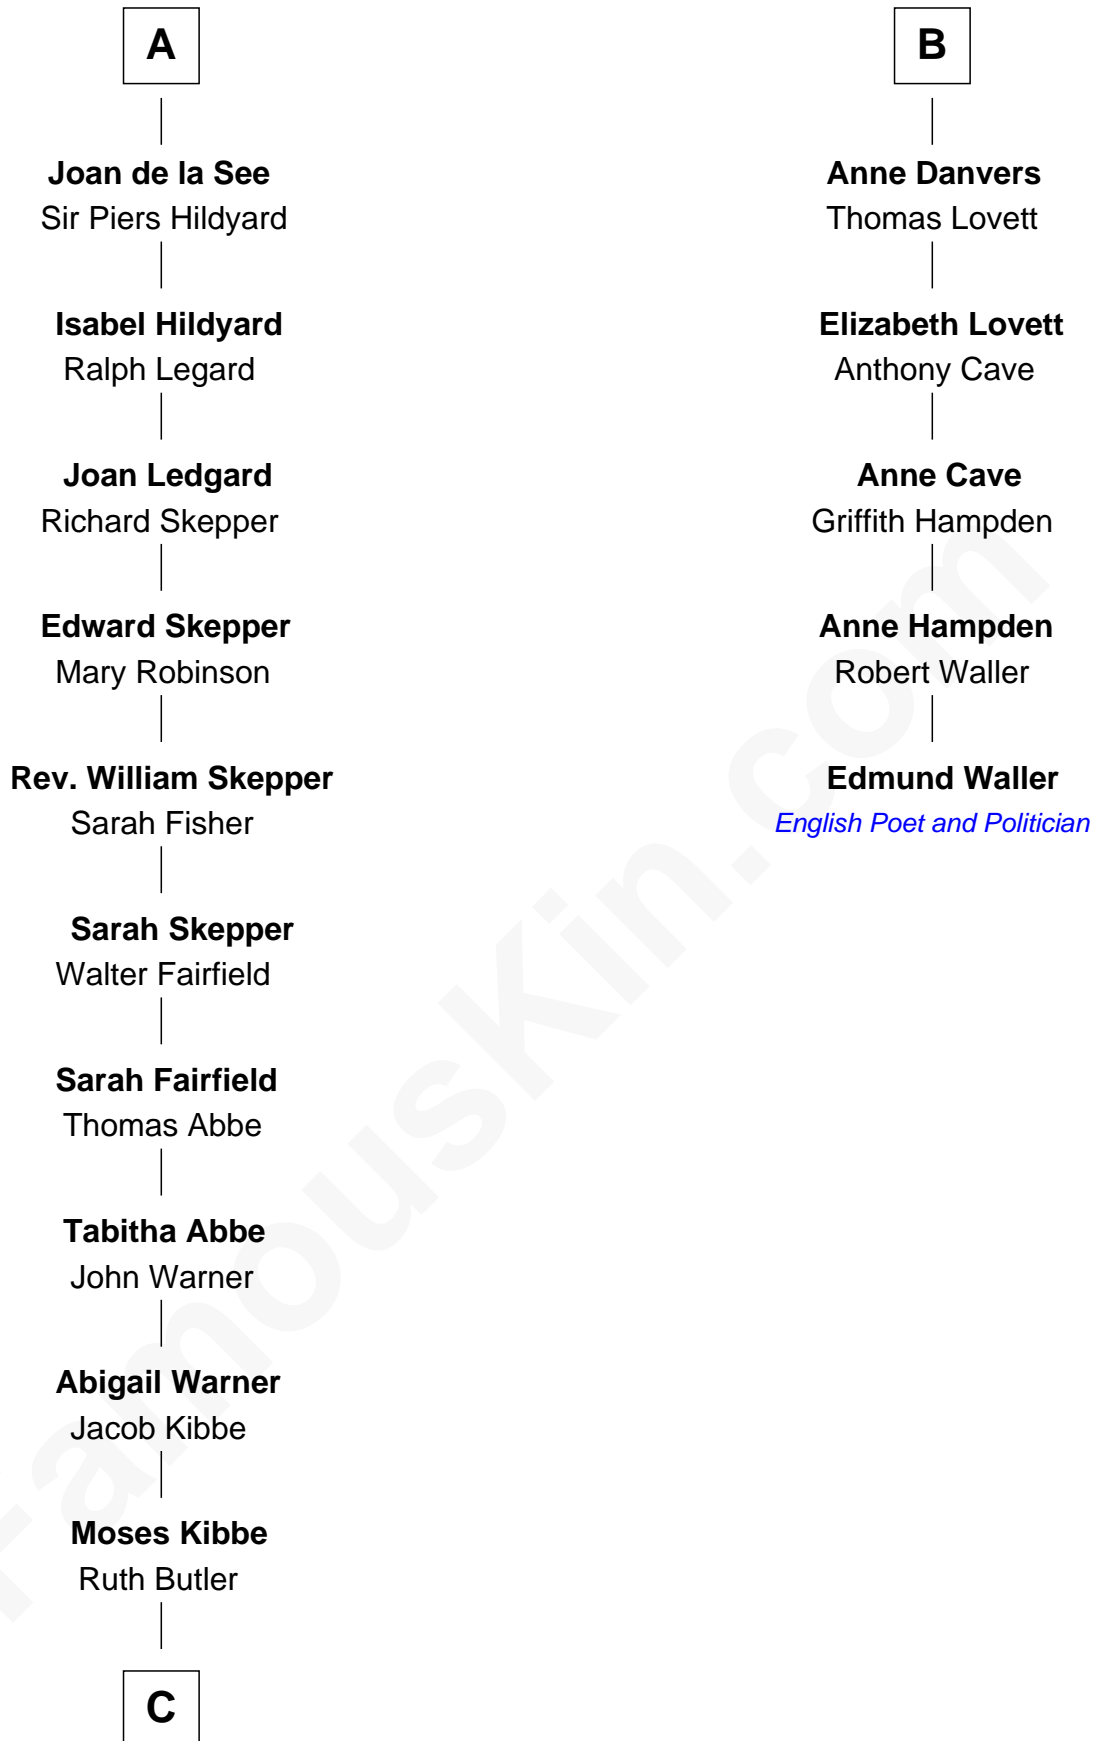 A
Joan de la See
Sir Piers Hildyard
Isabel Hildyard
Ralph Legard
Joan Ledgard
Richard Skepper
Edward Skepper
Mary Robinson
Rev. William Skepper
Sarah Fisher
Sarah Skepper
Walter Fairfield
Sarah Fairfield
Thomas Abbe
Tabitha Abbe
John Warner
Abigail Warner
Jacob Kibbe
Moses Kibbe
Ruth Butler
C
B
Anne Danvers
Thomas Lovett
Elizabeth Lovett
Anthony Cave
Anne Cave
Griffith Hampden
Anne Hampden
Robert Waller
Edmund Waller
English Poet and Politician
FamousKin.com